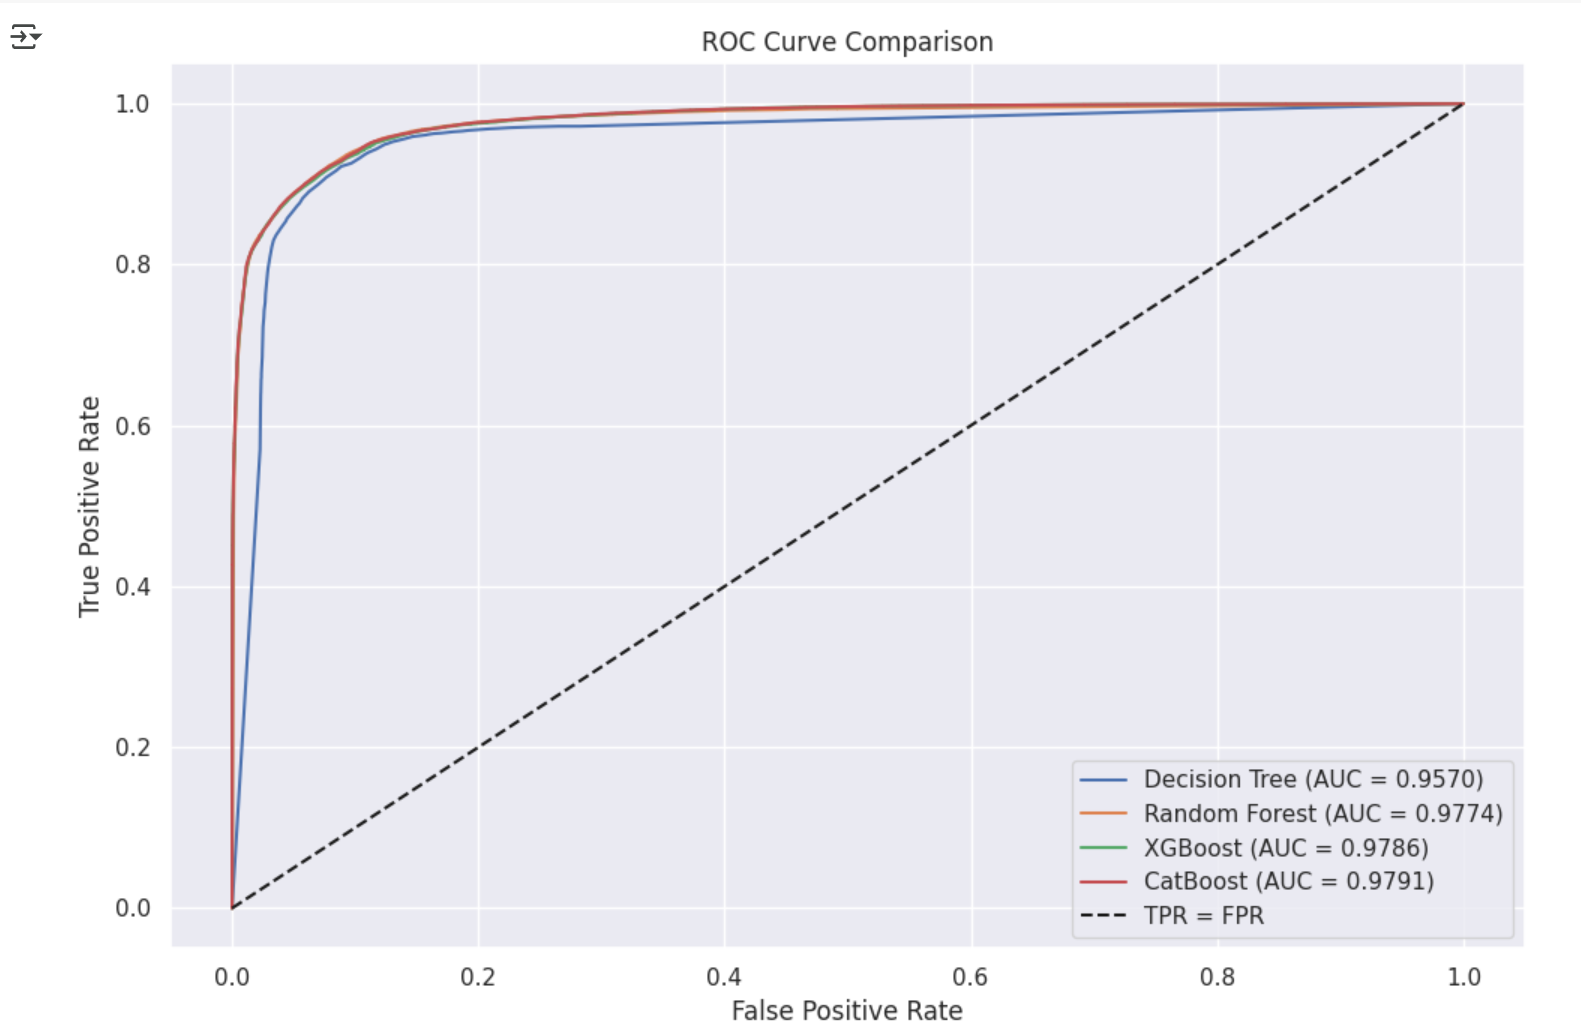 ROC Curve Comparison
1.0
0.8
0.6
0.4
0.2
0.0
True Positive Rate
Decision Tree (AUC = 0.9570)
Random Forest (AUC = 0.9774)
XGBoost (AUC = 0.9786)
CatBoost (AUC = 0.9791)
TPR = FPR
0.0 0.2 0.4 0.6 0.8 1.0
False Positive Rate